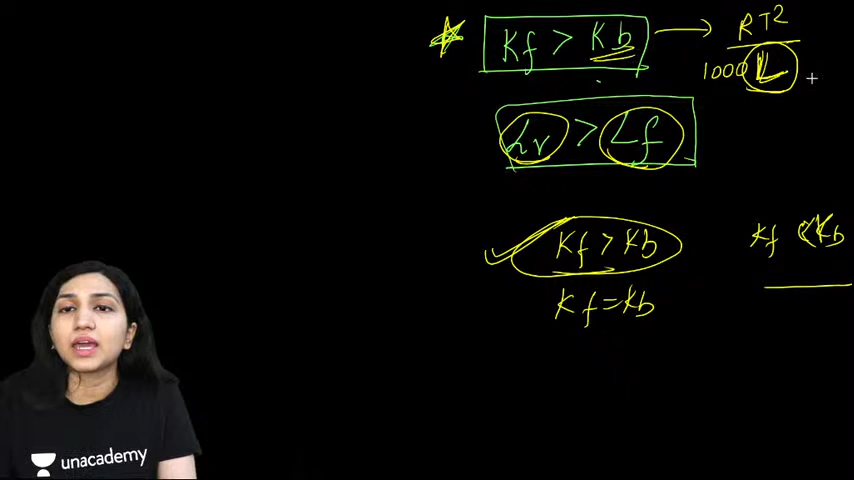 Kf > Kb → RT²
1000 L
Lv > Lf
Kf > Kb
Kf < Kb
Kf = Kb
unacademy